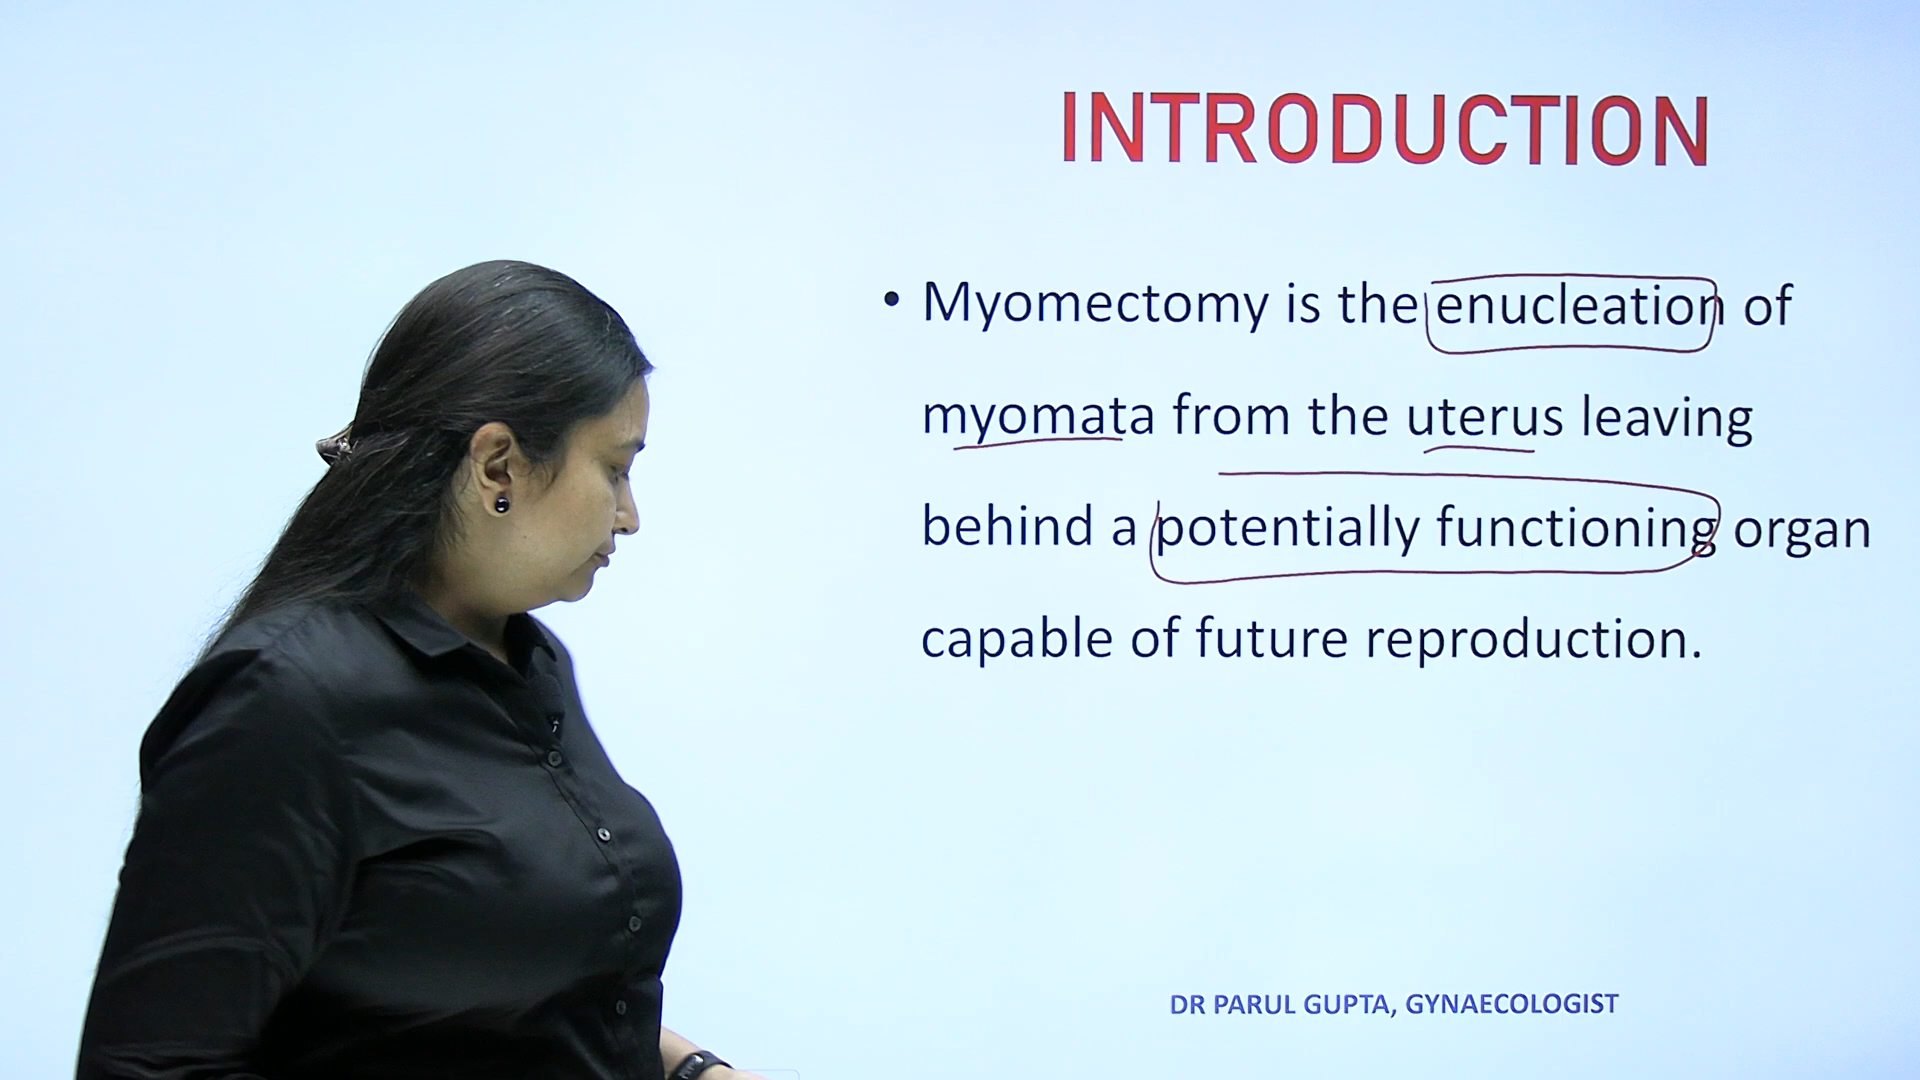 INTRODUCTION
• Myomectomy is the enucleation of
myomata from the uterus leaving
behind a potentially functioning organ
capable of future reproduction.
DR PARUL GUPTA, GYNAECOLOGIST